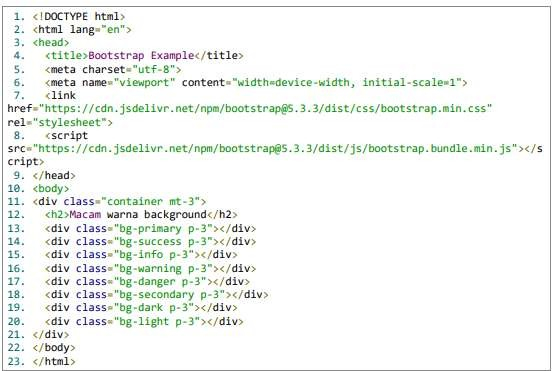 1. <!DOCTYPE html>
2. <html lang="en">
3. <head>
4. <title>Bootstrap Example</title>
5. <meta charset="utf-8">
6. <meta name="viewport" content="width=device-width, initial-scale=1">
7. <link
href="https://cdn.jsdelivr.net/npm/bootstrap@5.3.3/dist/css/bootstrap.min.css"
rel="stylesheet">
8. <script
src="https://cdn.jsdelivr.net/npm/bootstrap@5.3.3/dist/js/bootstrap.bundle.min.js"></s
cript>
9. </head>
10. <body>
11. <div class="container mt-3">
12. <h2>Macam warna background</h2>
13. <div class="bg-primary p-3"></div>
14. <div class="bg-success p-3"></div>
15. <div class="bg-info p-3"></div>
16. <div class="bg-warning p-3"></div>
17. <div class="bg-danger p-3"></div>
18. <div class="bg-secondary p-3"></div>
19. <div class="bg-dark p-3"></div>
20. <div class="bg-light p-3"></div>
21. </div>
22. </body>
23. </html>